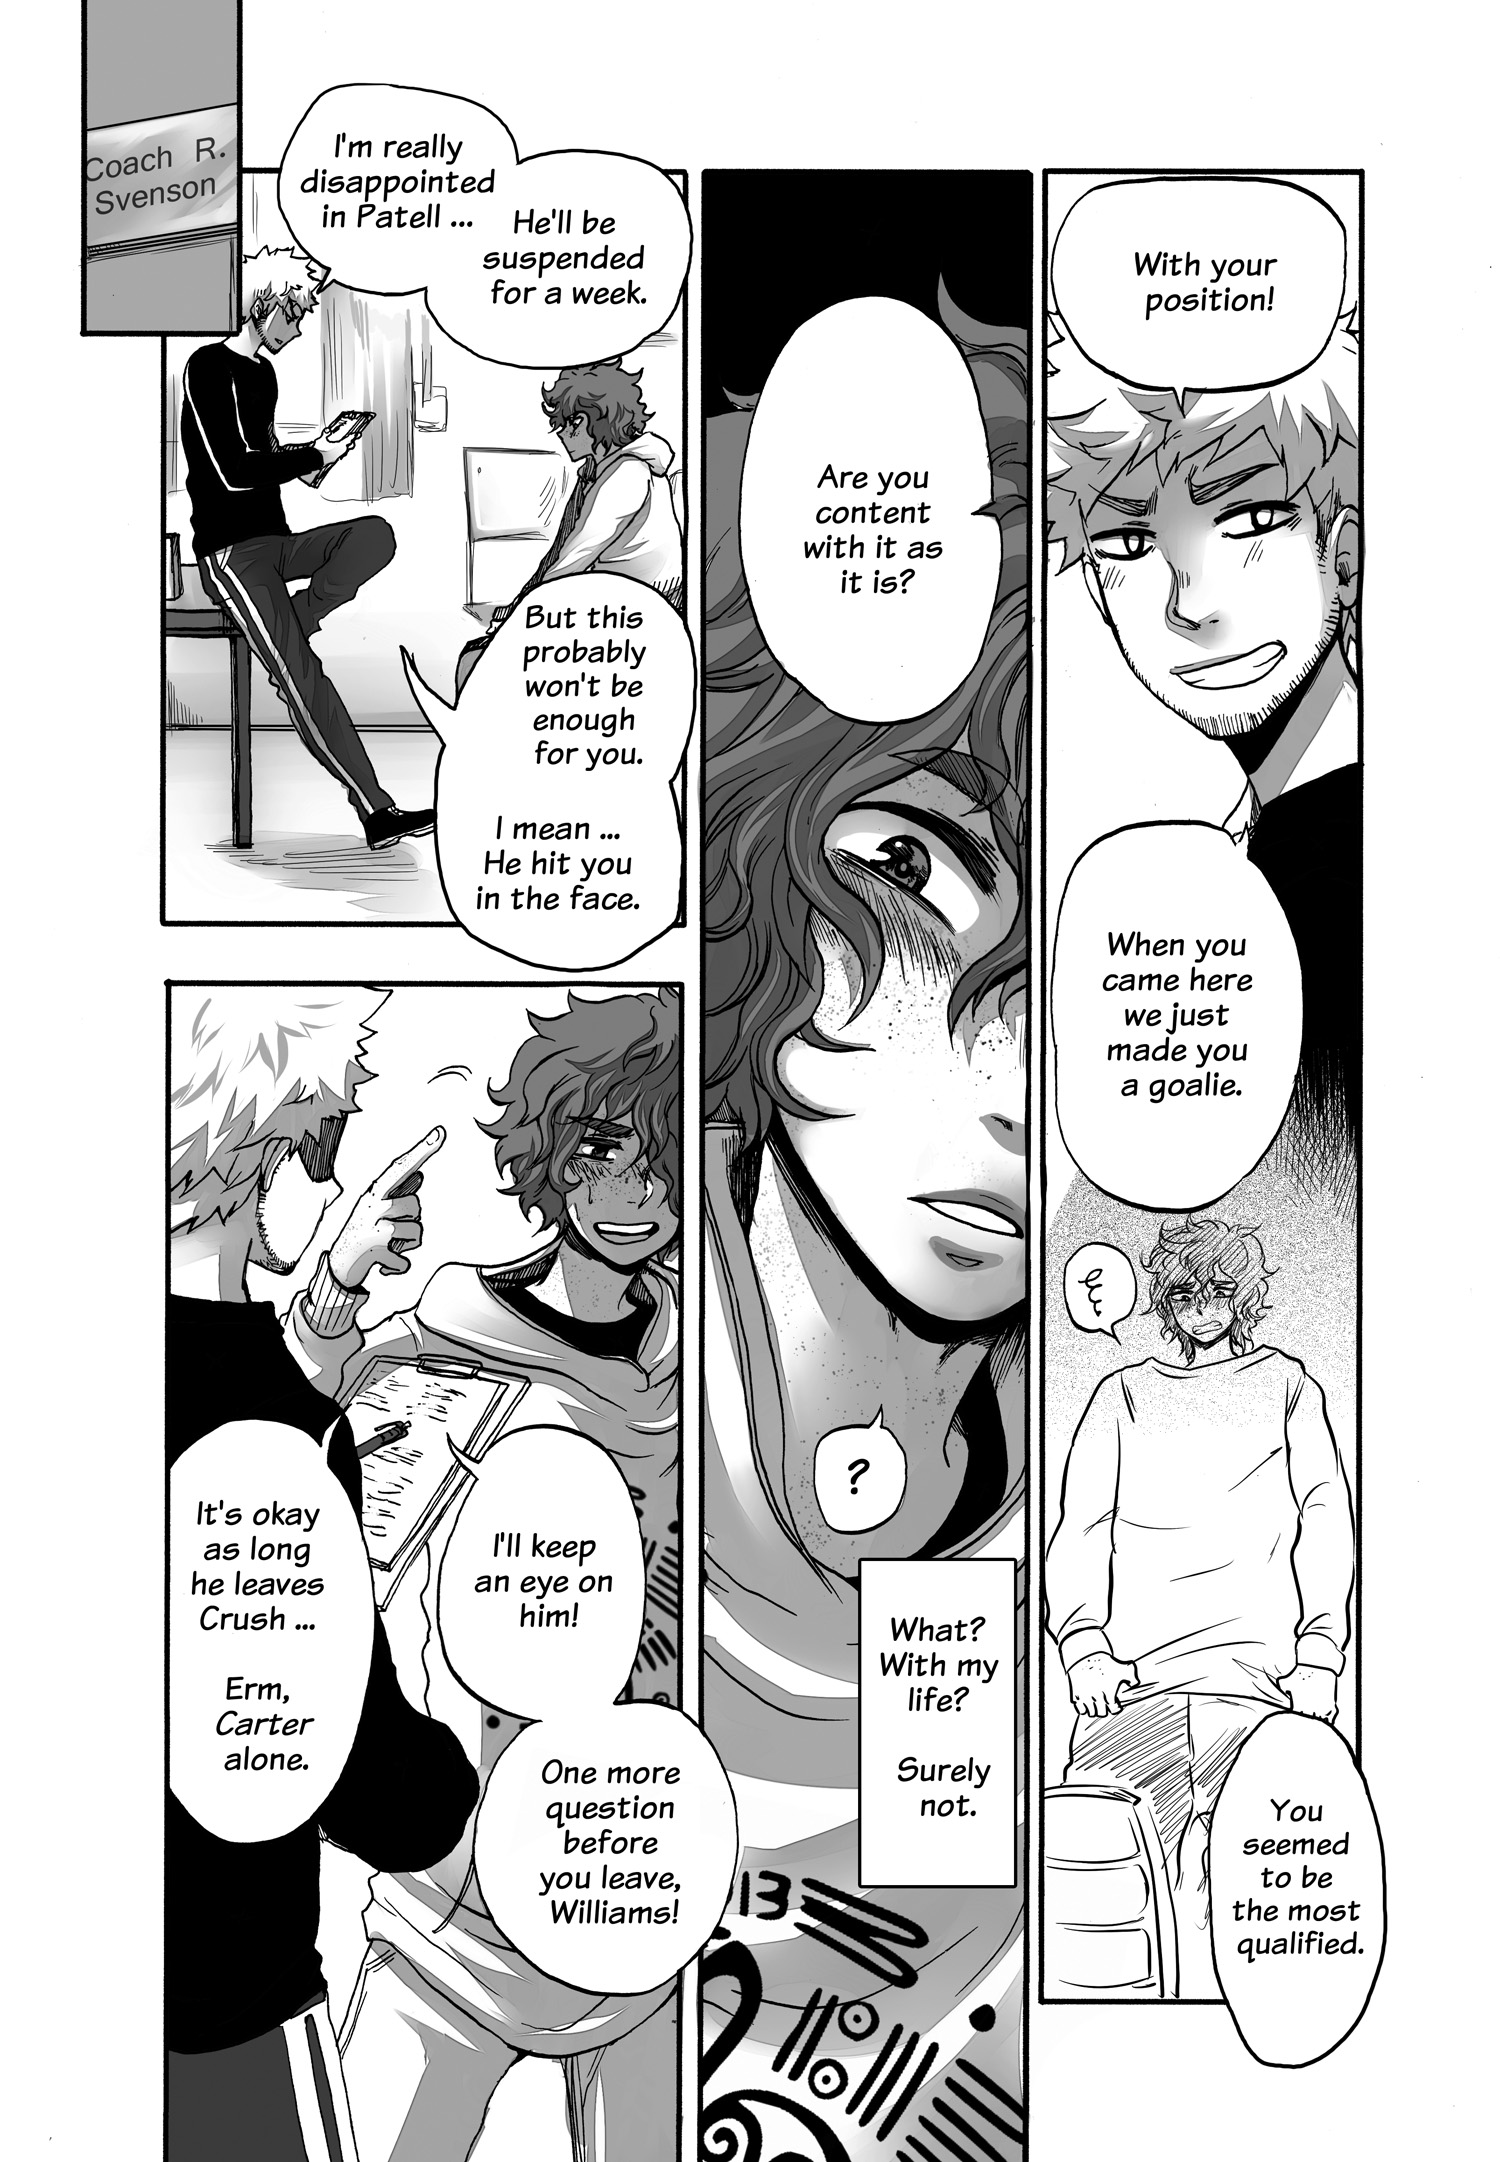 Coach R.
Svenson
I'm really
disappointed
in Patell ...
He'll be
suspended
for a week.
But this
probably
won't be
enough
for you.
I mean ...
He hit you
in the face.
It's okay
as long
he leaves
Crush ...
Erm,
Carter
alone.
I'll keep
an eye on
him!
One more
question
before
you leave,
Williams!
Are you
content
with it as
it is?
?
What?
With my
life?
Surely
not.
With your
position!
When you
came here
we just
made you
a goalie.
You
seemed
to be
the most
qualified.